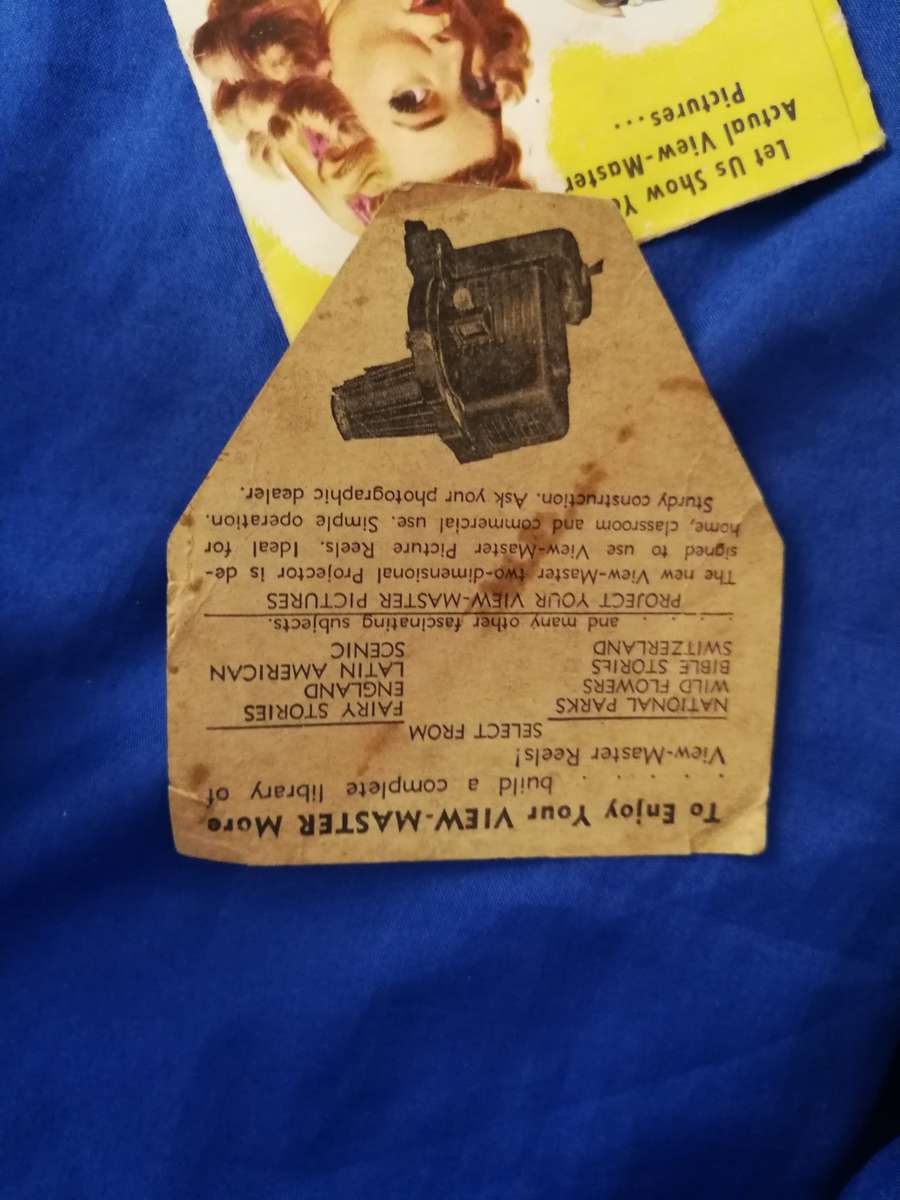 To Enjoy Your VIEW-MASTER More
. . . . . build a complete library of
View-Master Reels!
SELECT FROM
NATIONAL PARKS FAIRY STORIES
WILD FLOWERS ENGLAND
BIBLE STORIES LATIN AMERICAN
SWITZERLAND SCENIC
. . . . . and many other fascinating subjects.
PROJECT YOUR VIEW-MASTER PICTURES
The new View-Master two-dimensional Projector is de-
signed to use View-Master Picture Reels. Ideal for
home, classroom and commercial use. Simple operation.
Sturdy construction. Ask your photographic dealer.
Let Us Show
Actual View-Master
Pictures...